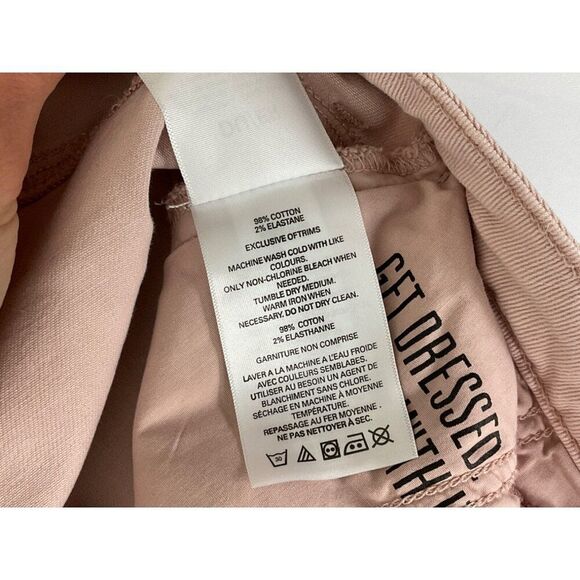 98% COTTON
2% ELASTANE
EXCLUSIVE OFTRIMS
MACHINE WASH COLD WITH LIKE
COLOURS.
ONLY NON-CHLORINE BLEACH WHEN
NEEDED.
TUMBLE DRY MEDIUM.
WARM IRON WHEN
NECESSARY. DO NOT DRY CLEAN.
98% COTON
2% ELASTHANNE
GARNITURE NON COMPRISE
LAVER A LA MACHINE A L'EAU FROIDE
AVEC COULEURS SEMBLABES.
UTILISER AU BESOIN UN AGENT DE
BLANCHIMENT SANS CLORE.
SÉCHAGE EN MACHINE À MOYENNE
TEMPÉRATURE.
REPASSAGE AU FER MOYENNE .
NE PAS NETTOYER À SEC.
30
GET DRESSED